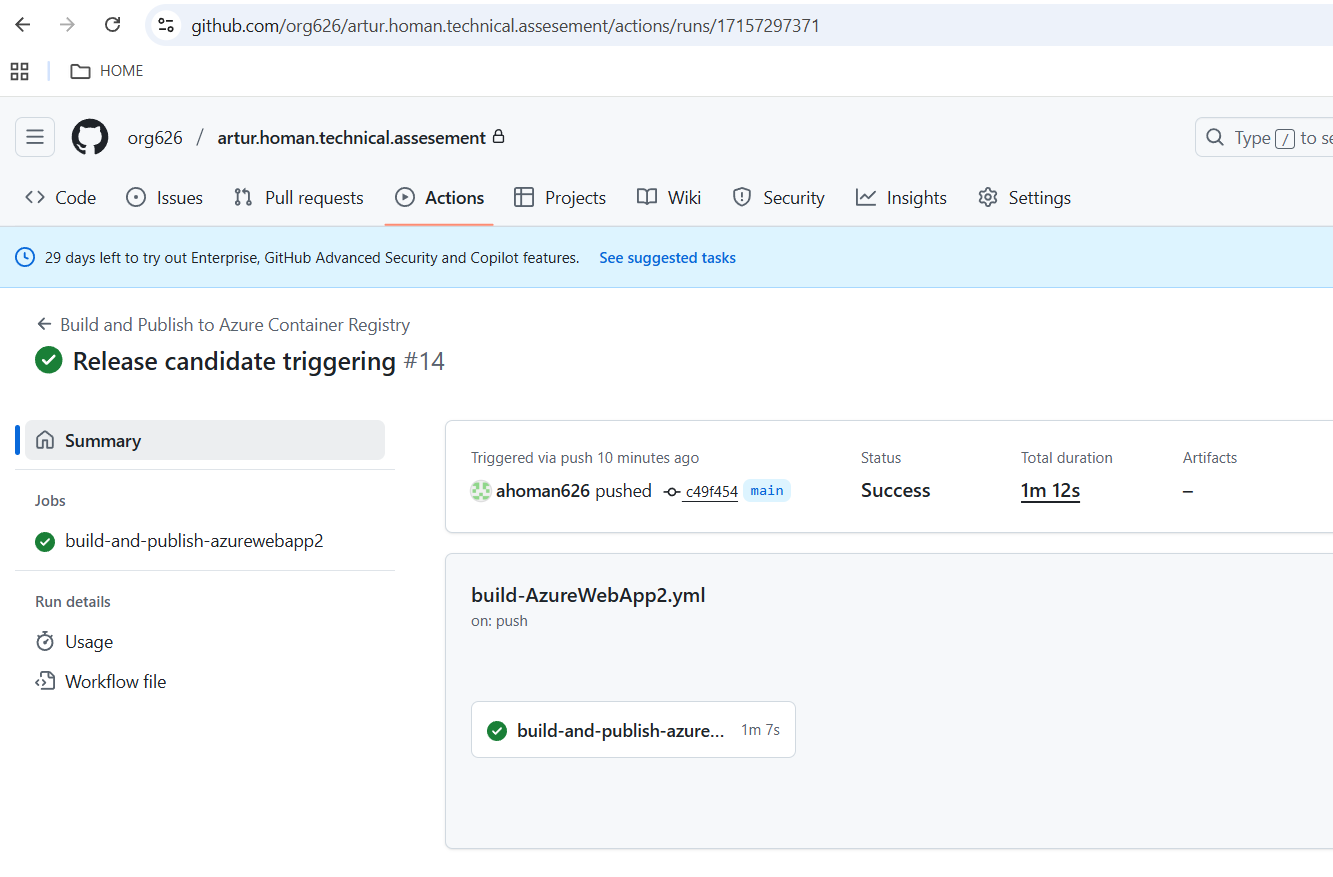 github.com/org626/artur.homan.technical.assesement/actions/runs/17157297371
HOME
org626 / artur.homan.technical.assesement
Type / to se
Code Issues Pull requests Actions Projects Wiki Security Insights Settings
29 days left to try out Enterprise, GitHub Advanced Security and Copilot features. See suggested tasks
Build and Publish to Azure Container Registry
Release candidate triggering #14
Summary
Jobs
build-and-publish-azurewebapp2
Run details
Usage
Workflow file
Triggered via push 10 minutes ago Status Total duration Artifacts
ahoman626 pushed c49f454 main Success 1m 12s –
build-AzureWebApp2.yml
on: push
build-and-publish-azure... 1m 7s